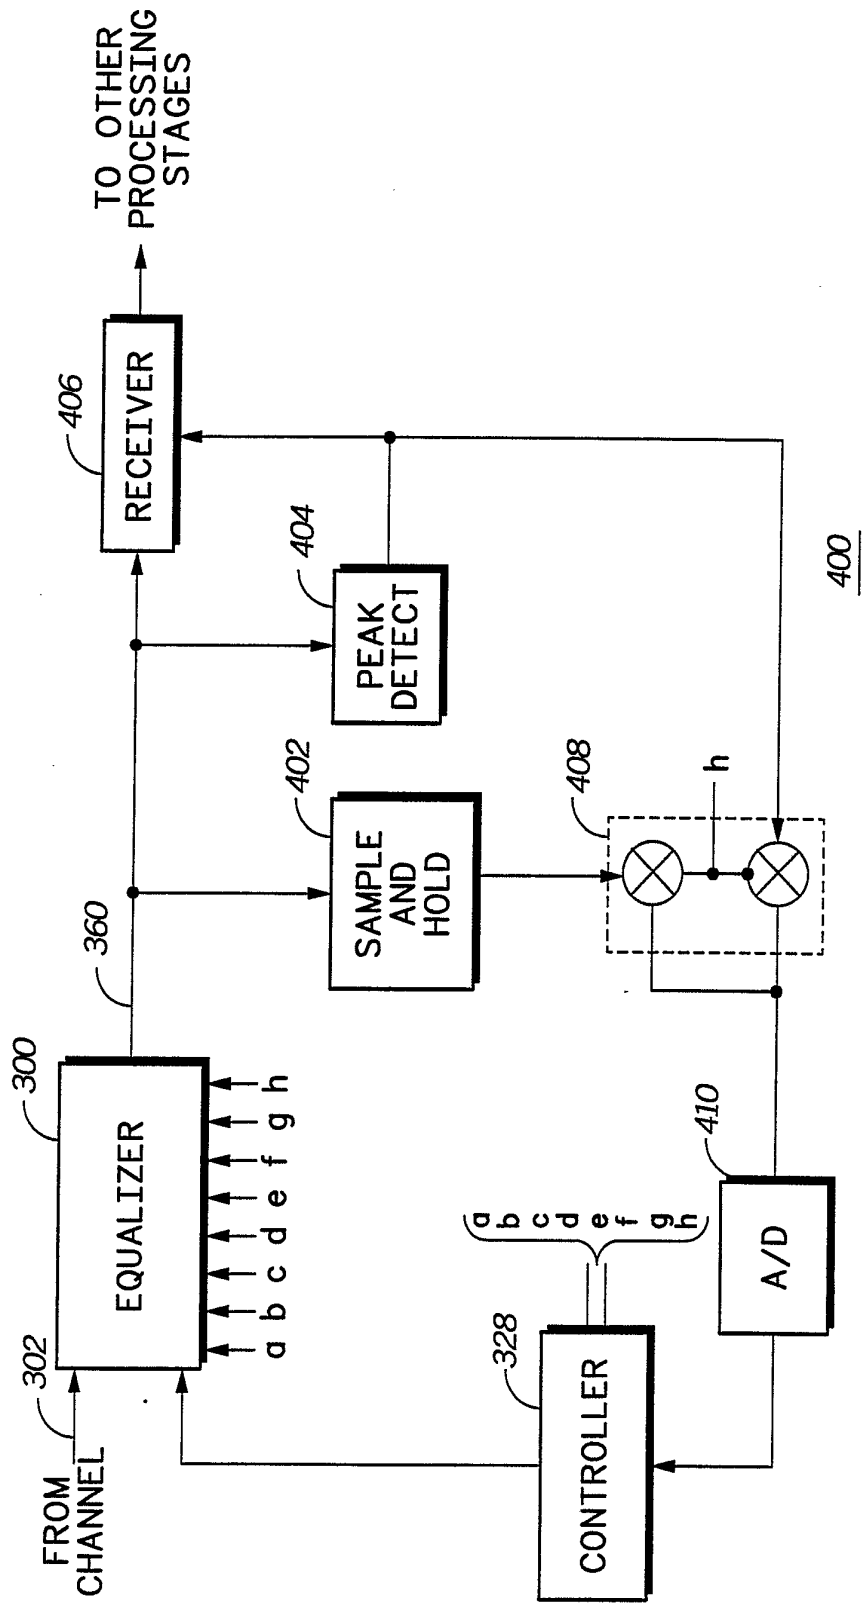 FROM
CHANNEL
302
300
EQUALIZER
a
b
c
d
e
f
g
h
360
406
RECEIVER
TO OTHER
PROCESSING
STAGES
402
SAMPLE
AND
HOLD
404
PEAK
DETECT
328
CONTROLLER
a
b
c
d
e
f
g
h
408
h
410
A/D
400